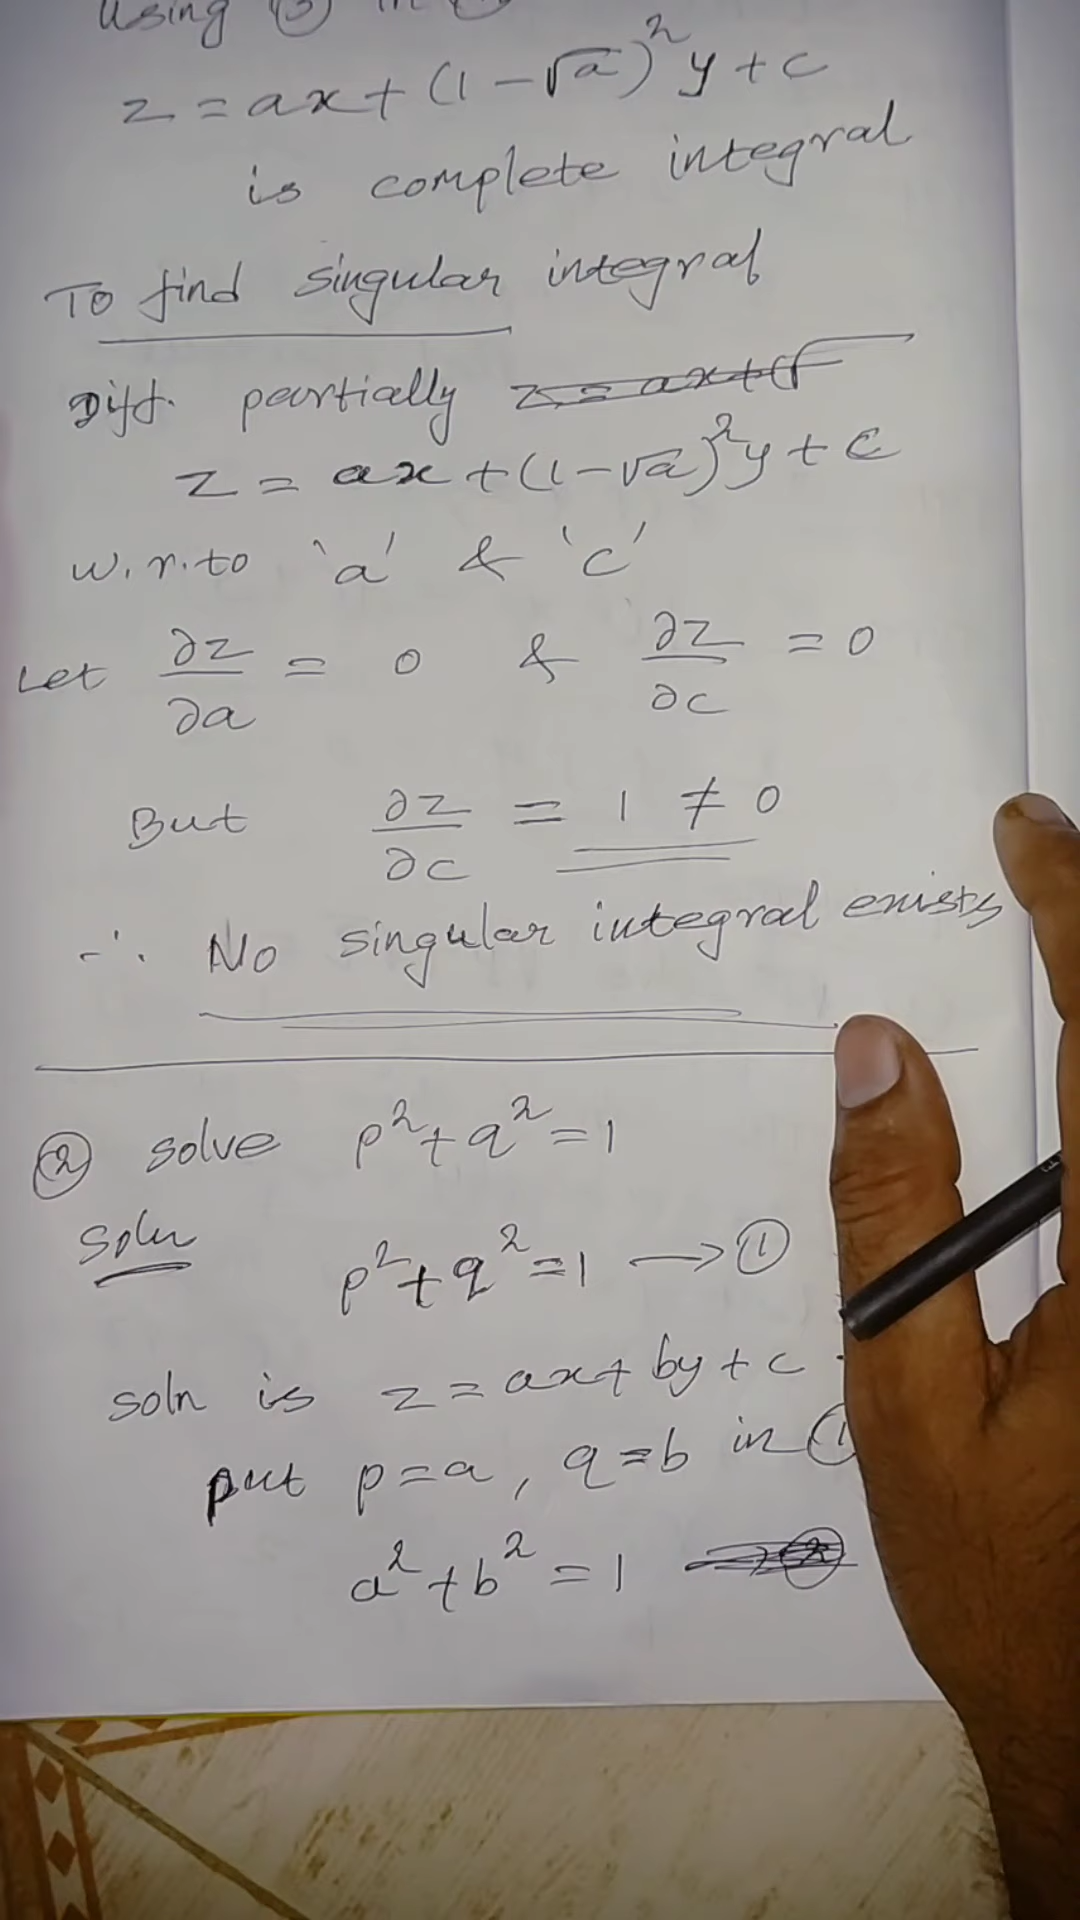 Using ③ in
z = ax + (1 - √a)² y + c
is complete integral
To find singular integral
Diff. partially z = ax + (1
z = ax + (1 - √a)² y + c
w.r.to 'a' & 'c'
Let ∂z/∂a = 0 & ∂z/∂c = 0
But ∂z/∂c = 1 ≠ 0
∴ No singular integral exists
② solve p² + q² = 1
Soln
p² + q² = 1 → ①
soln is z = ax + by + c
put p = a, q = b in ①
a² + b² = 1